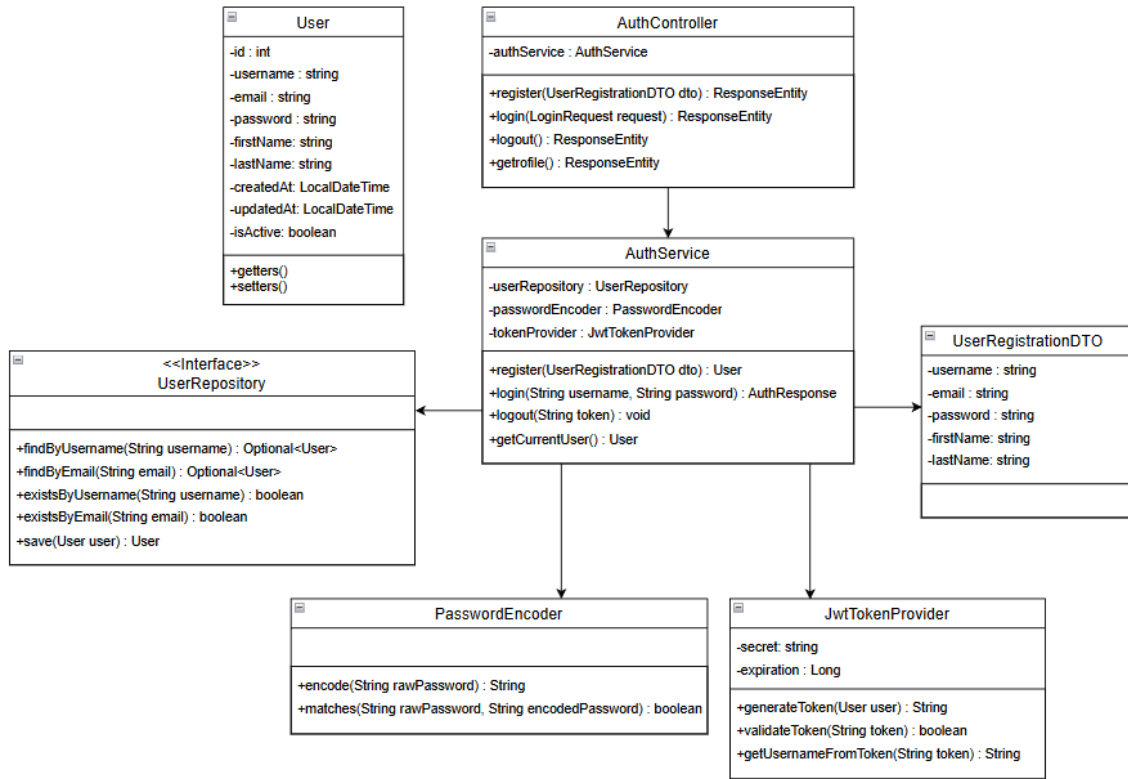 User
-id : int
-username : string
-email : string
-password : string
-firstName: string
-lastName: string
-createdAt: LocalDateTime
-updatedAt: LocalDateTime
-isActive: boolean
+getters()
+setters()
AuthController
-authService : AuthService
+register(UserRegistrationDTO dto) : ResponseEntity
+login(LoginRequest request) : ResponseEntity
+logout() : ResponseEntity
+getrofile() : ResponseEntity
AuthService
-userRepository : UserRepository
-passwordEncoder : PasswordEncoder
-tokenProvider : JwtTokenProvider
+register(UserRegistrationDTO dto) : User
+login(String username, String password) : AuthResponse
+logout(String token) : void
+getCurrentUser() : User
UserRegistrationDTO
-username : string
-email : string
-password : string
-firstName: string
-lastName: string
<<Interface>>
UserRepository
+findByUsername(String username) : Optional<User>
+findByEmail(String email) : Optional<User>
+existsByUsername(String username) : boolean
+existsByEmail(String email) : boolean
+save(User user) : User
PasswordEncoder
+encode(String rawPassword) : String
+matches(String rawPassword, String encodedPassword) : boolean
JwtTokenProvider
-secret: string
-expiration : Long
+generateToken(User user) : String
+validateToken(String token) : boolean
+getUsernameFromToken(String token) : String